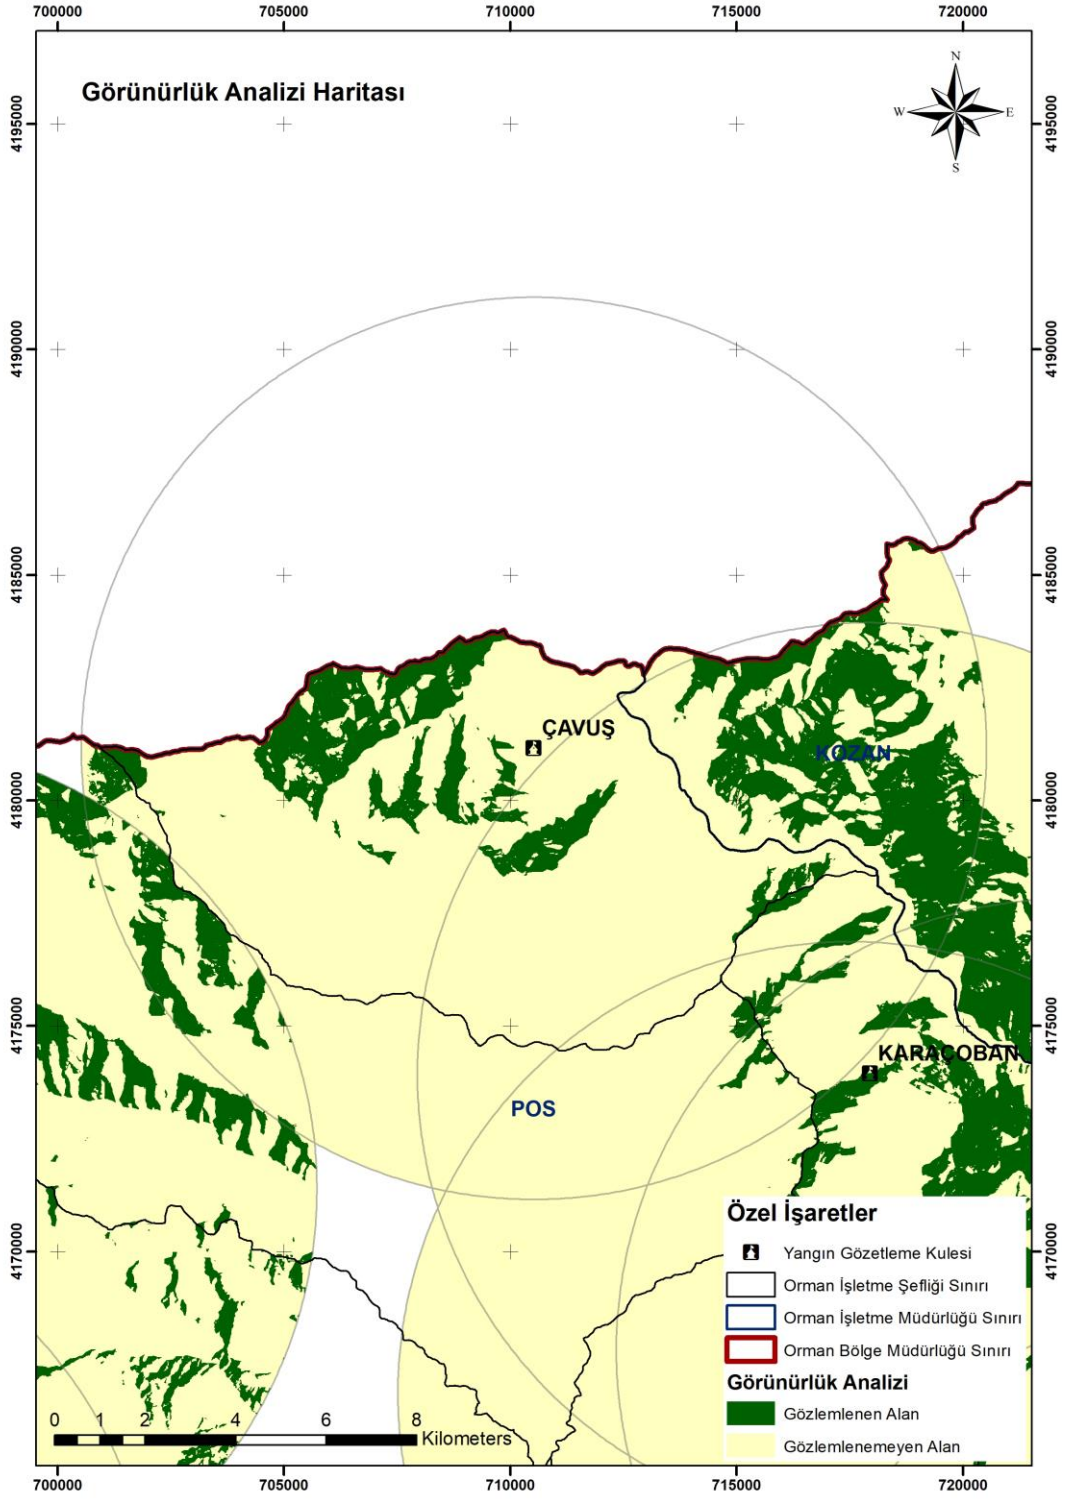 700000 705000 710000 715000 720000
Görünürlük Analizi Haritası
N
W E
S
4195000 4195000
4190000 4190000
4185000 4185000
ÇAVUŞ
KOZAN
4180000 4180000
4175000 4175000
KARAÇOBAN
POS
Özel İşaretler
Yangın Gözetleme Kulesi
4170000 4170000
Orman İşletme Şefliği Sınırı
Orman İşletme Müdürlüğü Sınırı
Orman Bölge Müdürlüğü Sınırı
Görünürlük Analizi
Gözlemlenen Alan
Gözlemlenemeyen Alan
0 1 2 4 6 8
Kilometers
700000 705000 710000 715000 720000